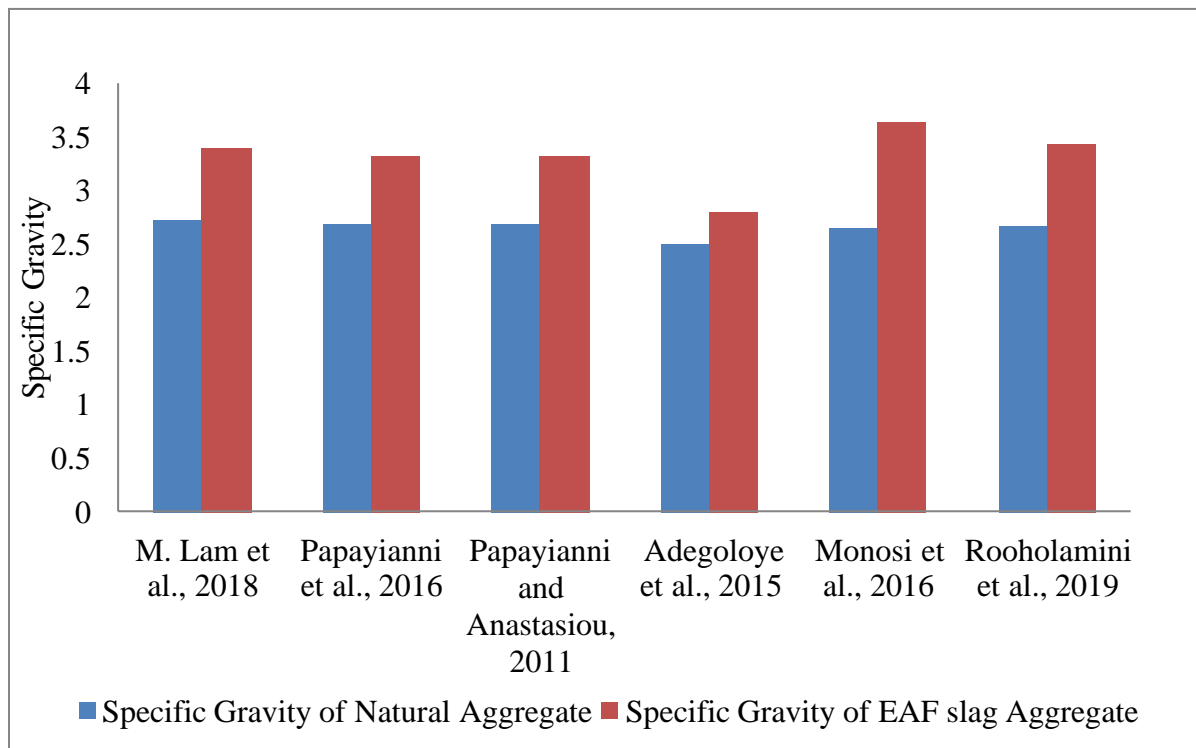 Specific Gravity
4
3.5
3
2.5
2
1.5
1
0.5
0
M. Lam et
al., 2018
Papayianni
et al., 2016
Papayianni
and
Anastasiou,
2011
Adegoloye
et al., 2015
Monosi et
al., 2016
Rooholamini
et al., 2019
Specific Gravity of Natural Aggregate
Specific Gravity of EAF slag Aggregate